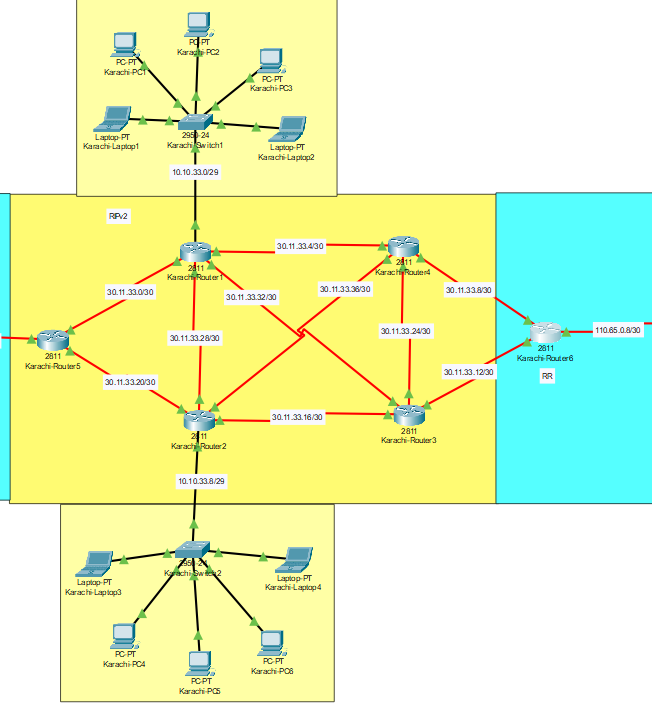 PC-PT
Karachi-PC2
PC-PT
Karachi-PC1
PC-PT
Karachi-PC3
Laptop-PT
Karachi-Laptop1
2950-24
Karachi-Switch1
Laptop-PT
Karachi-Laptop2
10.10.33.0/29
RIPv2
2811
Karachi-Router1
30.11.33.4/30
2811
Karachi-Router4
30.11.33.0/30
30.11.33.32/30
30.11.33.36/30
30.11.33.8/30
2811
Karachi-Router5
30.11.33.28/30
30.11.33.24/30
2811
Karachi-Router6
110.65.0.8/30
30.11.33.20/30
30.11.33.12/30
RR
2811
Karachi-Router2
30.11.33.16/30
2811
Karachi-Router3
10.10.33.8/29
2950-24
Karachi-Switch2
Laptop-PT
Karachi-Laptop3
Laptop-PT
Karachi-Laptop4
PC-PT
Karachi-PC4
PC-PT
Karachi-PC5
PC-PT
Karachi-PC6